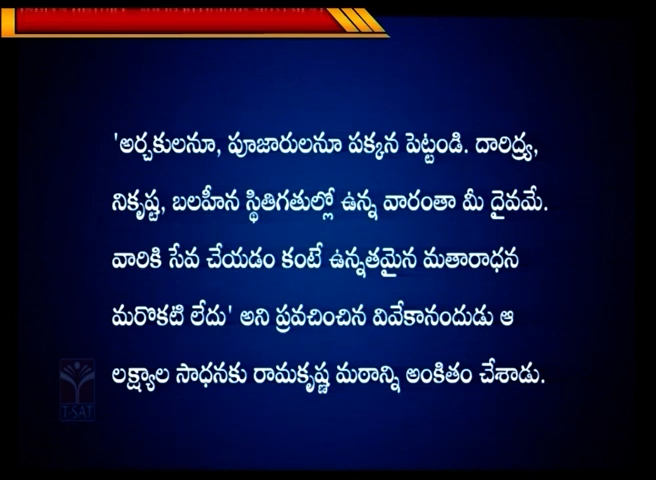 'అర్చకులనూ, పూజారులనూ పక్కన పెట్టండి. దారిద్ర్య,
నికృష్ట, బలహీన స్థితిగతుల్లో ఉన్న వారంతా మీ దైవమే.
వారికి సేవ చేయడం కంటే ఉన్నతమైన మతారాధన
మరొకటి లేదు' అని ప్రవచించిన వివేకానందుడు ఆ
లక్ష్యాల సాధనకు రామకృష్ణ మఠాన్ని అంకితం చేశాడు.
T-SAT